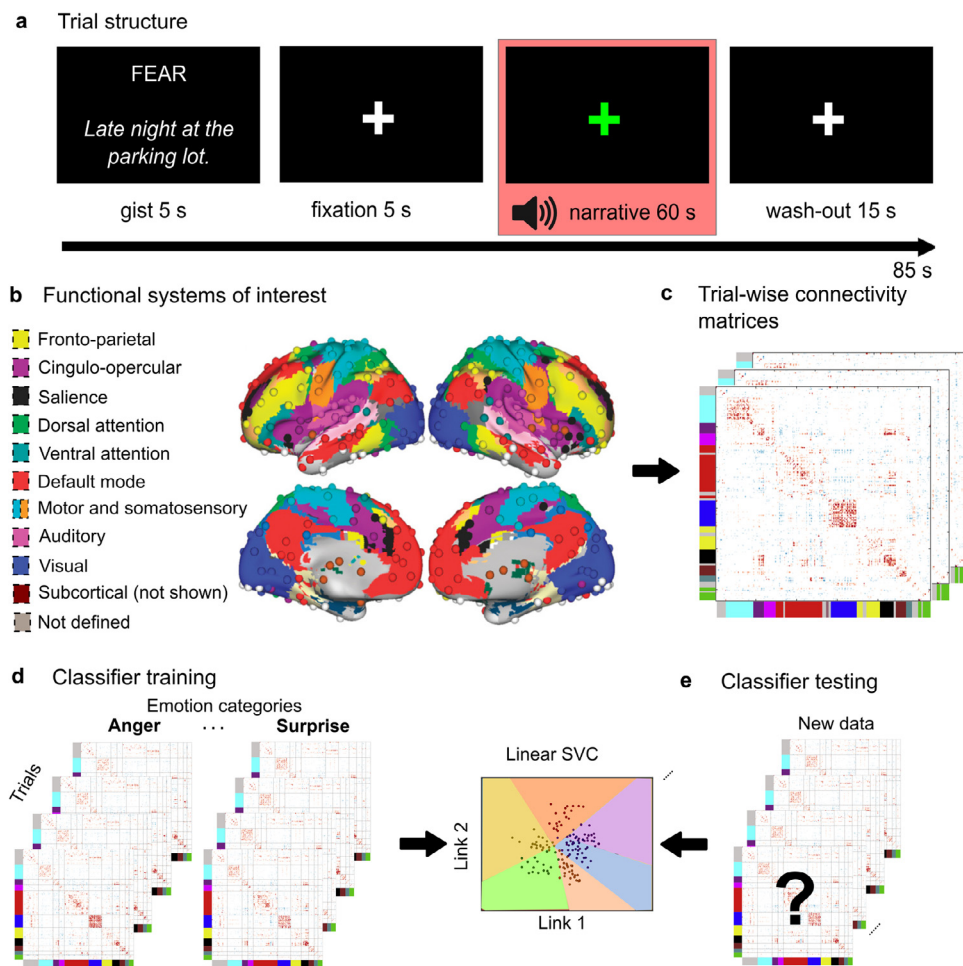 a Trial structure
FEAR
Late night at the
parking lot.
gist 5 s
fixation 5 s
narrative 60 s
wash-out 15 s
85 s
b Functional systems of interest
Fronto-parietal
Cingulo-opercular
Salience
Dorsal attention
Ventral attention
Default mode
Motor and somatosensory
Auditory
Visual
Subcortical (not shown)
Not defined
c Trial-wise connectivity
matrices
d Classifier training
Emotion categories
Anger ... Surprise
Trials
Linear SVC
Link 2
Link 1
e Classifier testing
New data
?